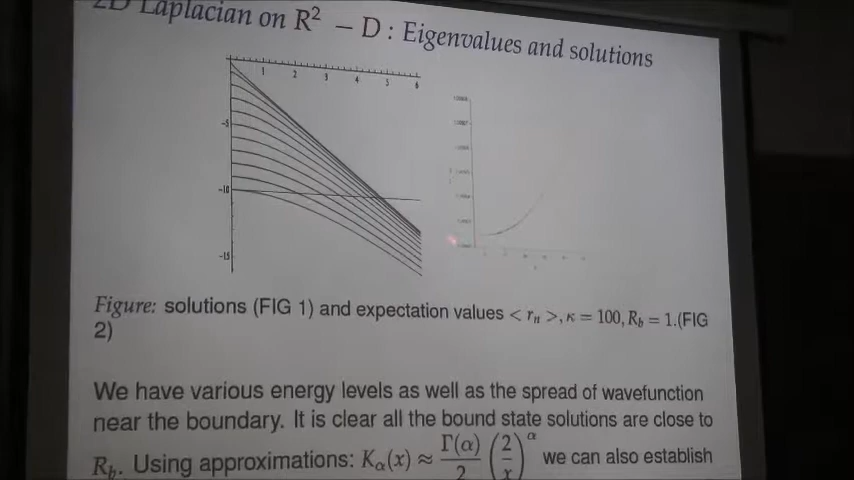 2D Laplacian on R² − D : Eigenvalues and solutions
1 2 3 4 5 6
-5
-10
-15
Figure: solutions (FIG 1) and expectation values < rₙ >, κ = 100, R_b = 1.(FIG
2)
We have various energy levels as well as the spread of wavefunction
near the boundary. It is clear all the bound state solutions are close to
R_b. Using approximations: K_α(x) ≈ Γ(α)/2 (2/x)^α we can also establish